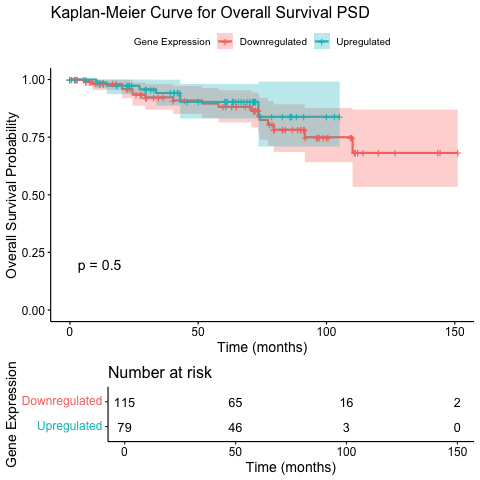 Kaplan-Meier Curve for Overall Survival PSD
Gene Expression Downregulated Upregulated
Overall Survival Probability
1.00
0.75
0.50
0.25
0.00
p = 0.5
0 50 100 150
Time (months)
Number at risk
Gene Expression
Downregulated 115 65 16 2
Upregulated 79 46 3 0
0 50 100 150
Time (months)